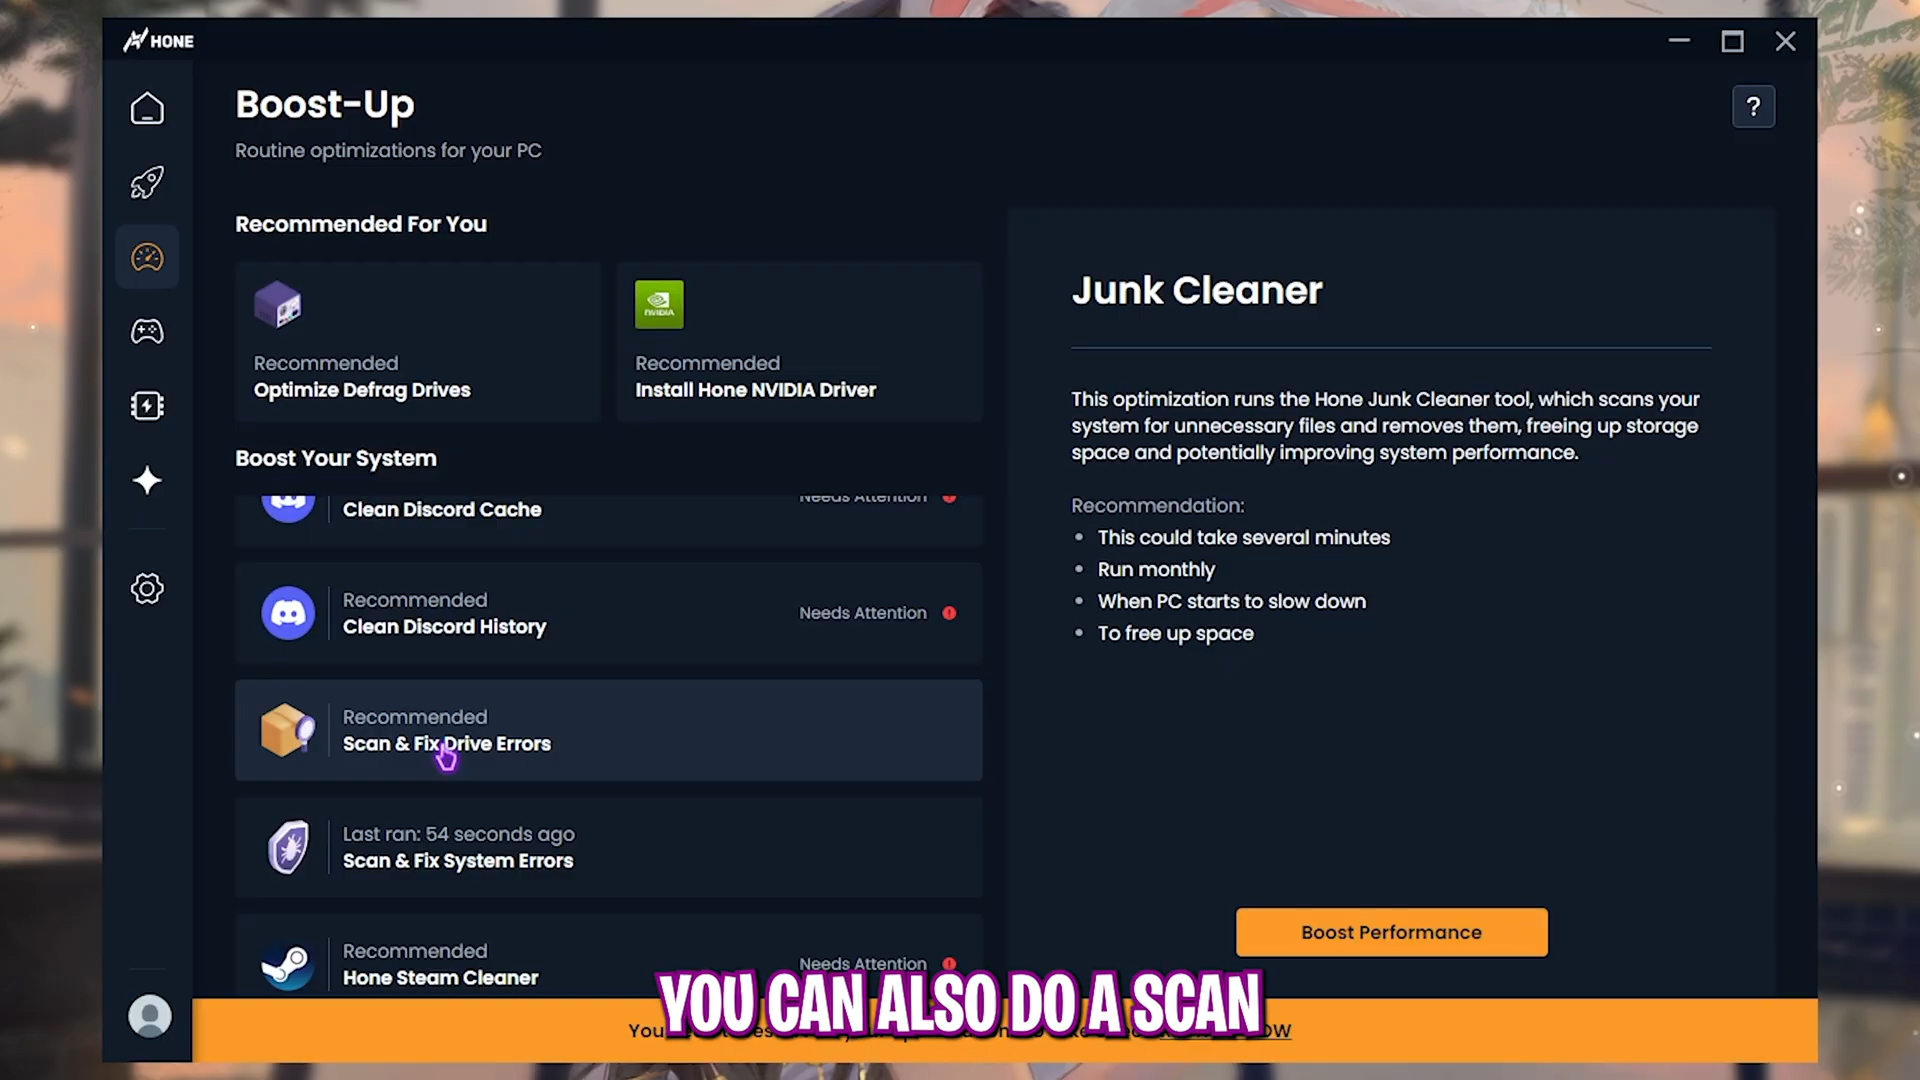 HONE
Boost-Up
Routine optimizations for your PC
?
Recommended For You
Recommended
Optimize Defrag Drives
NVIDIA
Recommended
Install Hone NVIDIA Driver
Boost Your System
Clean Discord Cache
Needs Attention
Recommended
Clean Discord History
Needs Attention
Recommended
Scan & Fix Drive Errors
Last ran: 54 seconds ago
Scan & Fix System Errors
Recommended
Hone Steam Cleaner
Needs Attention
Junk Cleaner
This optimization runs the Hone Junk Cleaner tool, which scans your
system for unnecessary files and removes them, freeing up storage
space and potentially improving system performance.
Recommendation:
• This could take several minutes
• Run monthly
• When PC starts to slow down
• To free up space
Boost Performance
YOU CAN ALSO DO A SCAN